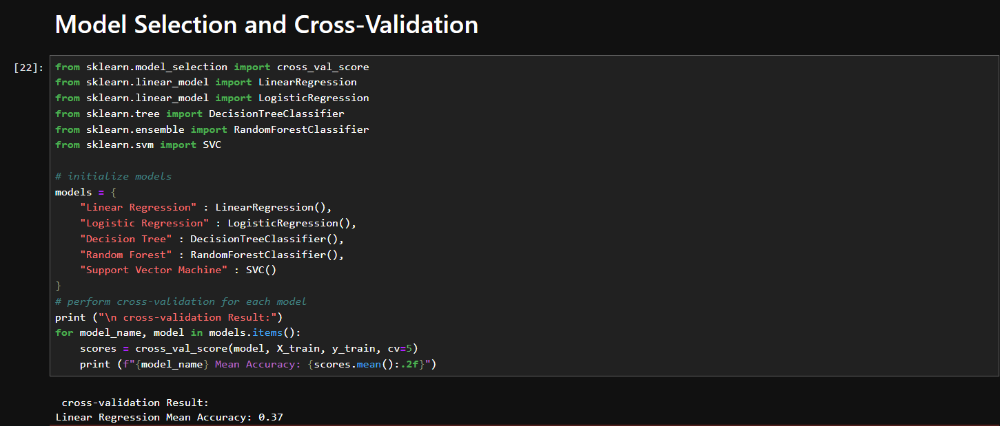 Model Selection and Cross-Validation
[22]:
from sklearn.model_selection import cross_val_score
from sklearn.linear_model import LinearRegression
from sklearn.linear_model import LogisticRegression
from sklearn.tree import DecisionTreeClassifier
from sklearn.ensemble import RandomForestClassifier
from sklearn.svm import SVC
# initialize models
models = {
    "Linear Regression" : LinearRegression(),
    "Logistic Regression" : LogisticRegression(),
    "Decision Tree" : DecisionTreeClassifier(),
    "Random Forest" : RandomForestClassifier(),
    "Support Vector Machine" : SVC()
}
# perform cross-validation for each model
print ("\n cross-validation Result:")
for model_name, model in models.items():
    scores = cross_val_score(model, X_train, y_train, cv=5)
    print (f"{model_name} Mean Accuracy: {scores.mean():.2f}")
 cross-validation Result:
Linear Regression Mean Accuracy: 0.37